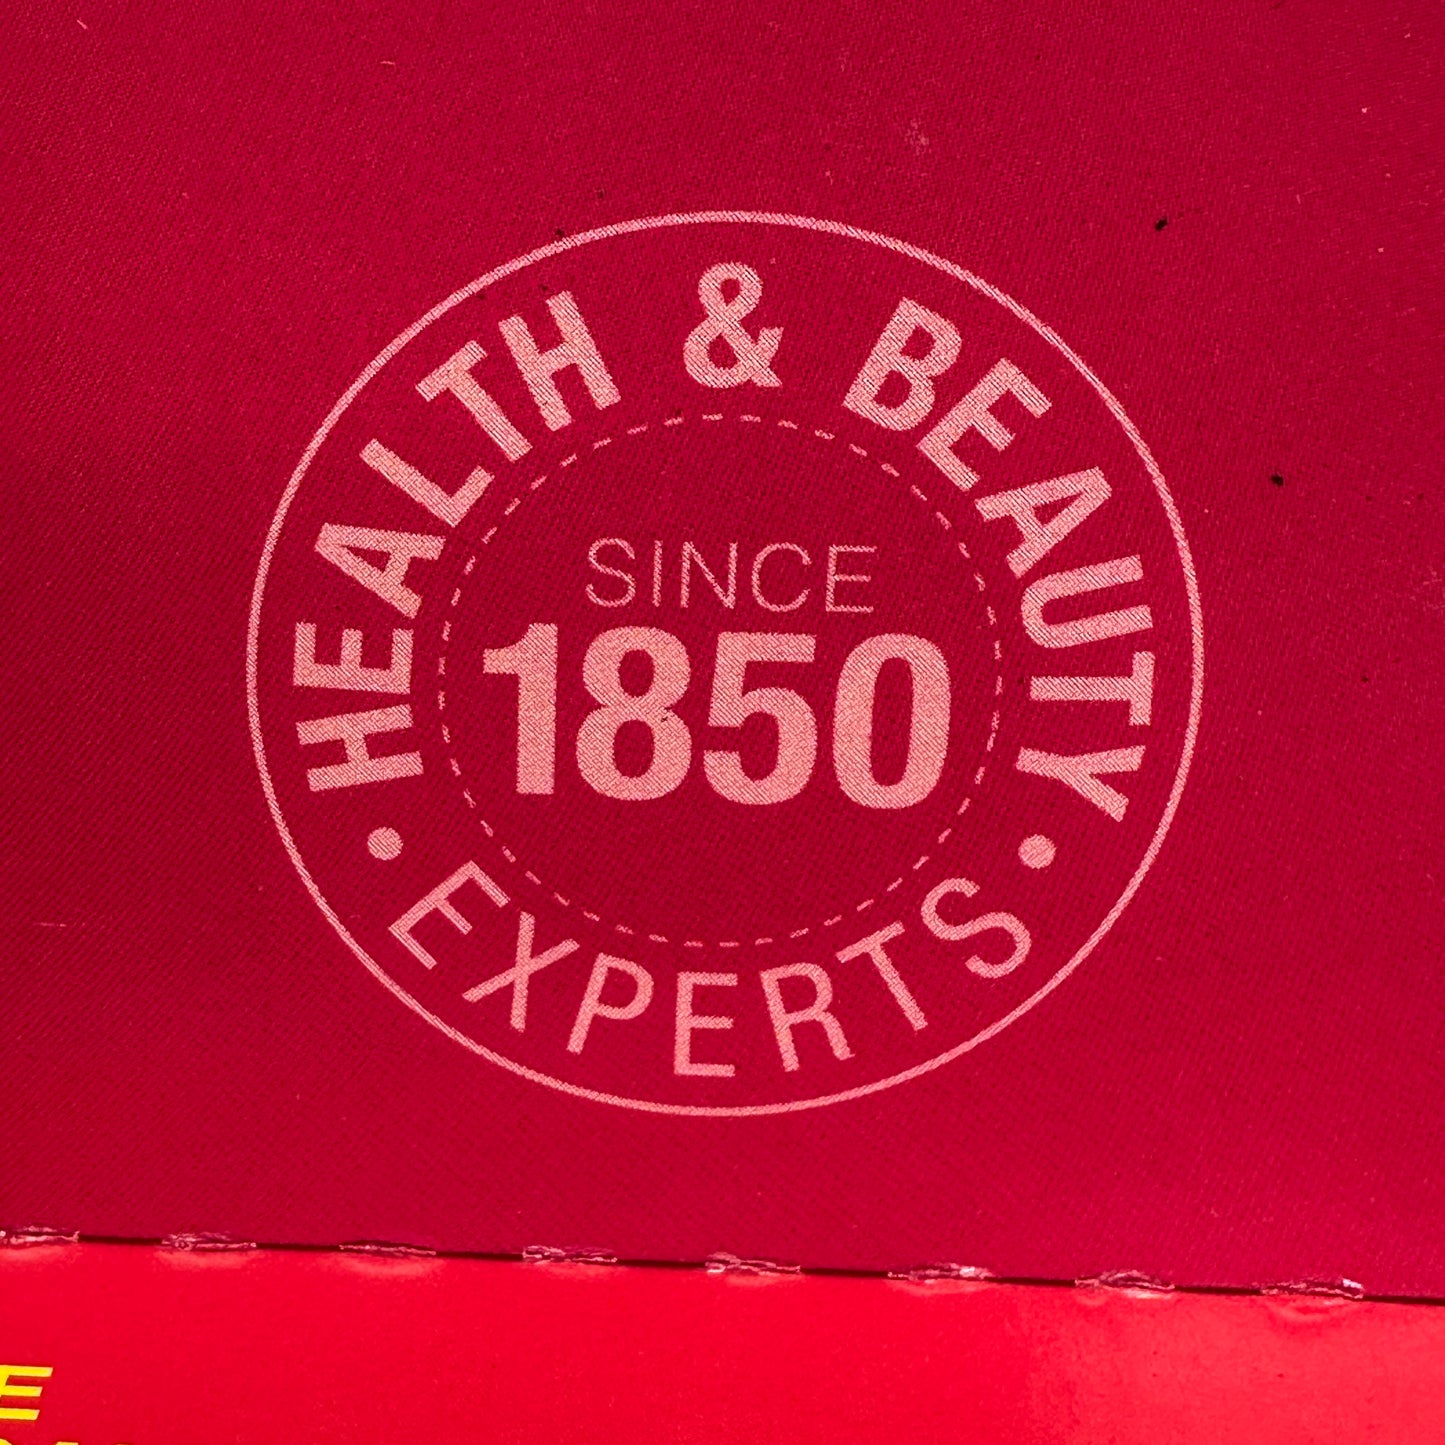 HEALTH & BEAUTY
SINCE
1850
• EXPERTS •
E